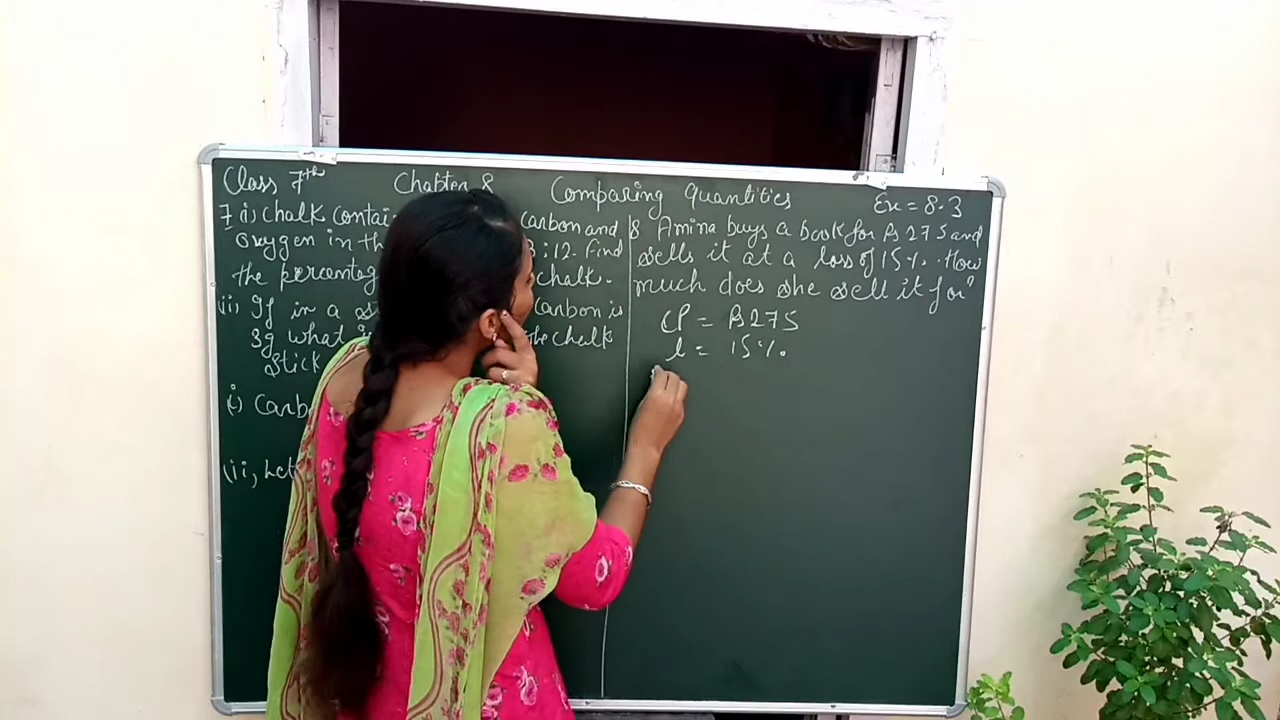 Class 7th Chapter 8 Comparing Quantities Ex = 8.3
7 i) Chalk contai carbon and
oxygen in th 3:12. Find
the percentag chalk.
(ii) If in a s Carbon is
3g what is the chalk
stick
i) Carb
(ii) Let
8 Amina buys a book for Rs 275 and
sells it at a loss of 15%. How
much does she sell it for?
CP = Rs 275
l = 15%